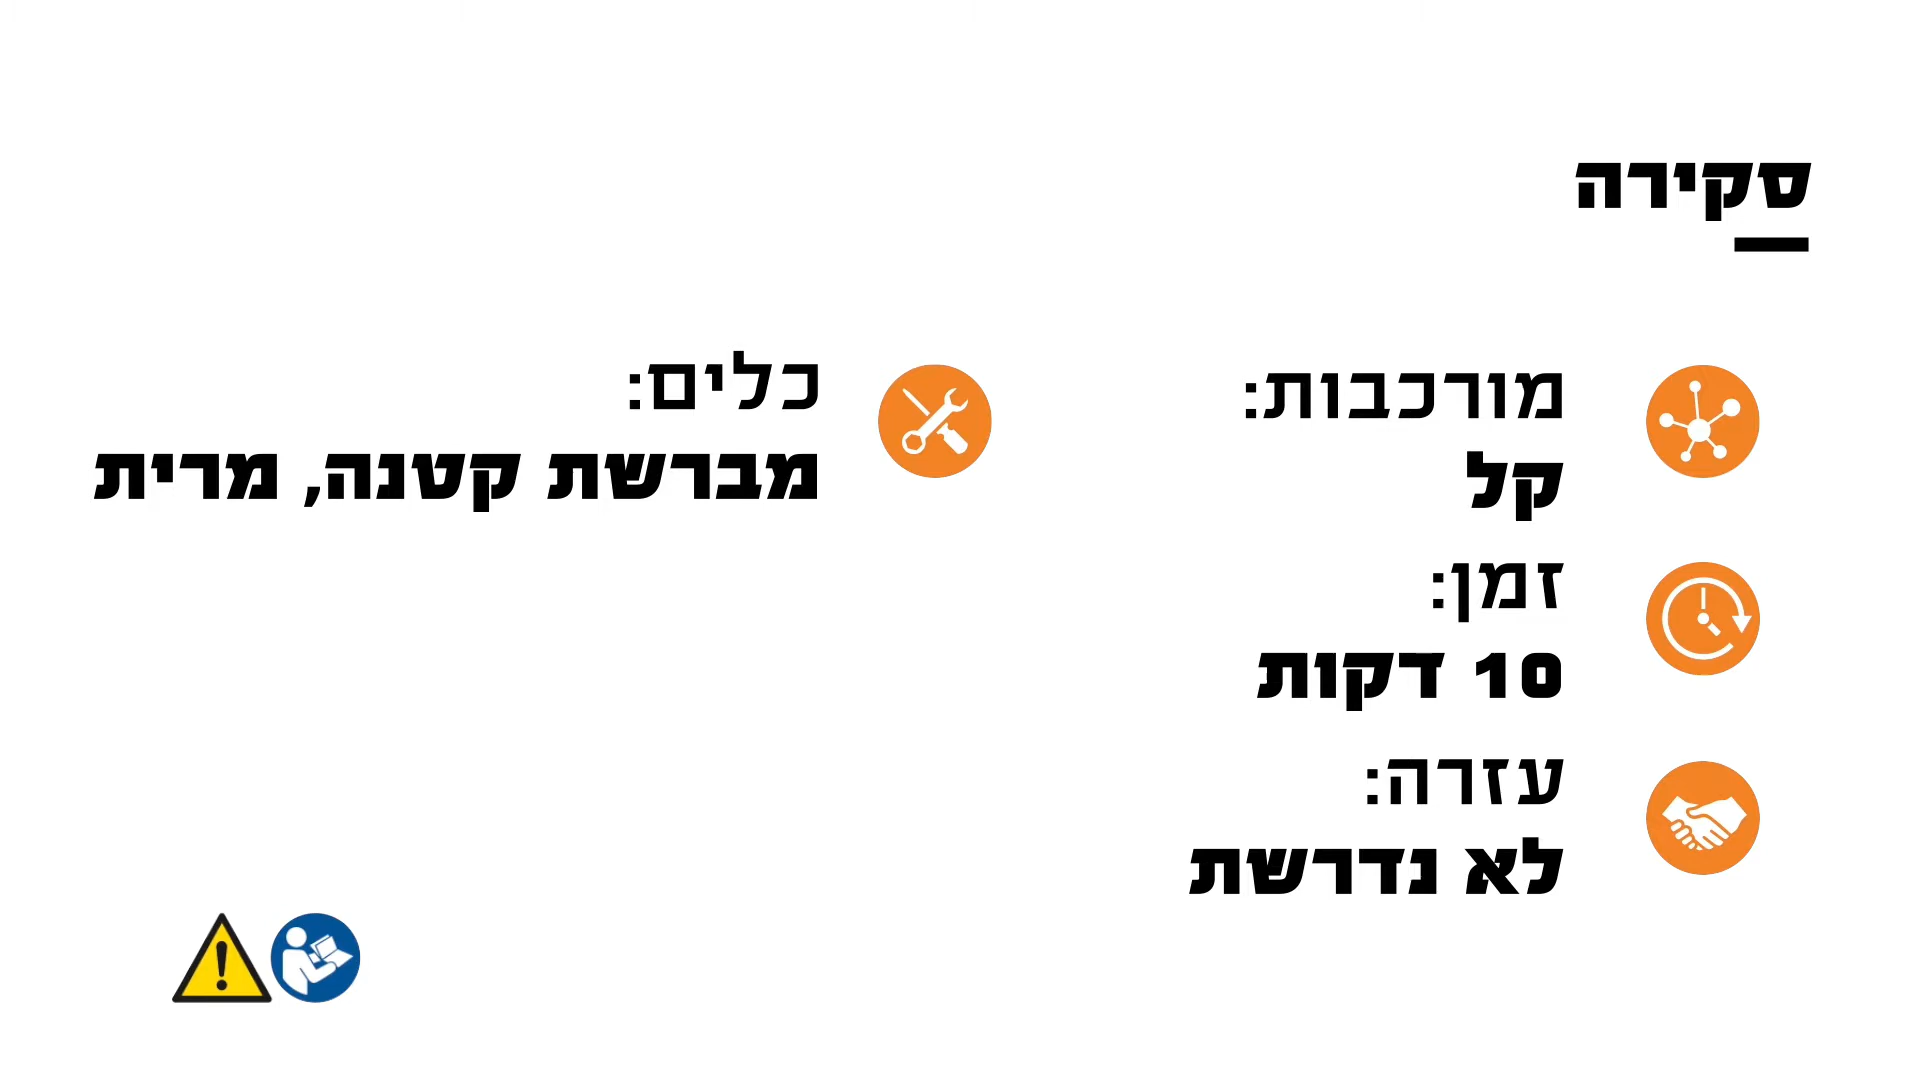 סקירה
מורכבות:
קל
זמן:
10 דקות
עזרה:
לא נדרשת
כלים:
מברשת קטנה, מרית